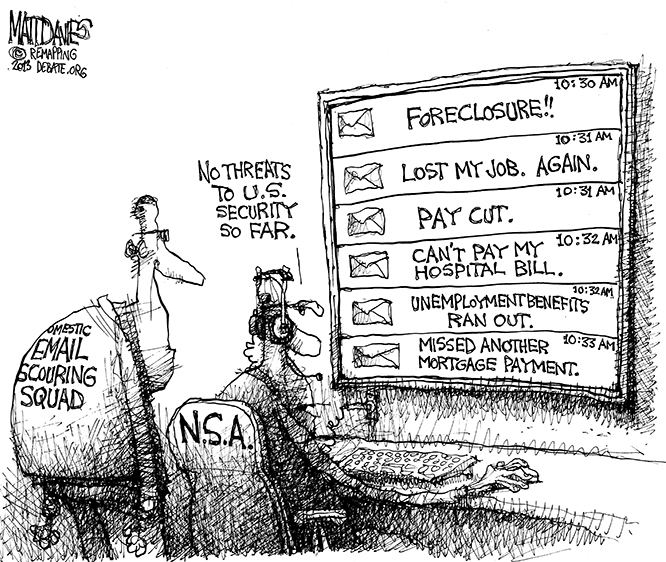 MATT DAVIES
© REMAPPING
2013 DEBATE.ORG
10:30 AM
FORECLOSURE!!
10:31 AM
LOST MY JOB. AGAIN.
10:31 AM
PAY CUT.
10:32 AM
CAN'T PAY MY
HOSPITAL BILL.
10:32 AM
UNEMPLOYMENT BENEFITS
RAN OUT.
10:33 AM
MISSED ANOTHER
MORTGAGE PAYMENT.
NO THREATS
TO U.S.
SECURITY
SO FAR.
OMESTIC
EMAIL
SCOURING
SQUAD
N.S.A.